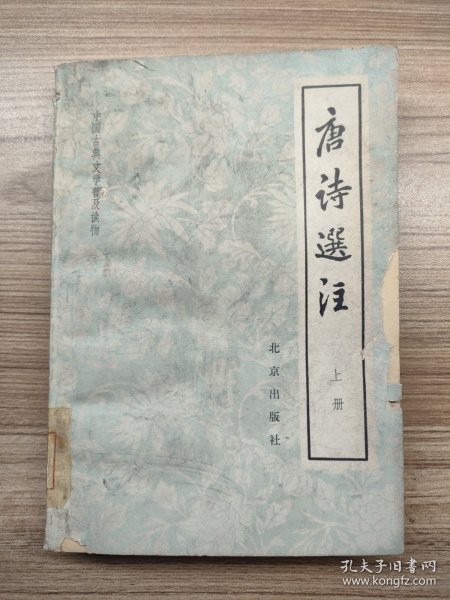 唐诗選注
上册
北京出版社
中国古典文学普及读物
孔夫子旧书网
www.kongfz.com